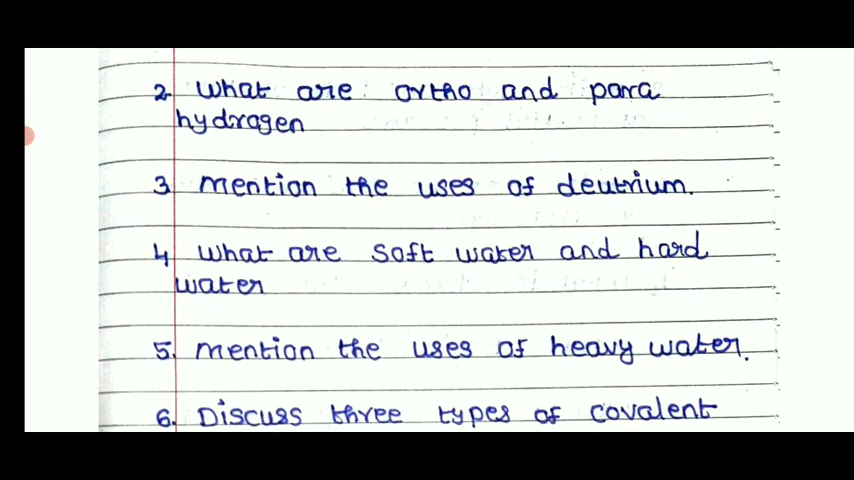 2 What are ortho and para
hydrogen
3 Mention the uses of deutrium.
4 What are soft water and hard
water
5. Mention the uses of heavy water.
6. Discuss three types of covalent